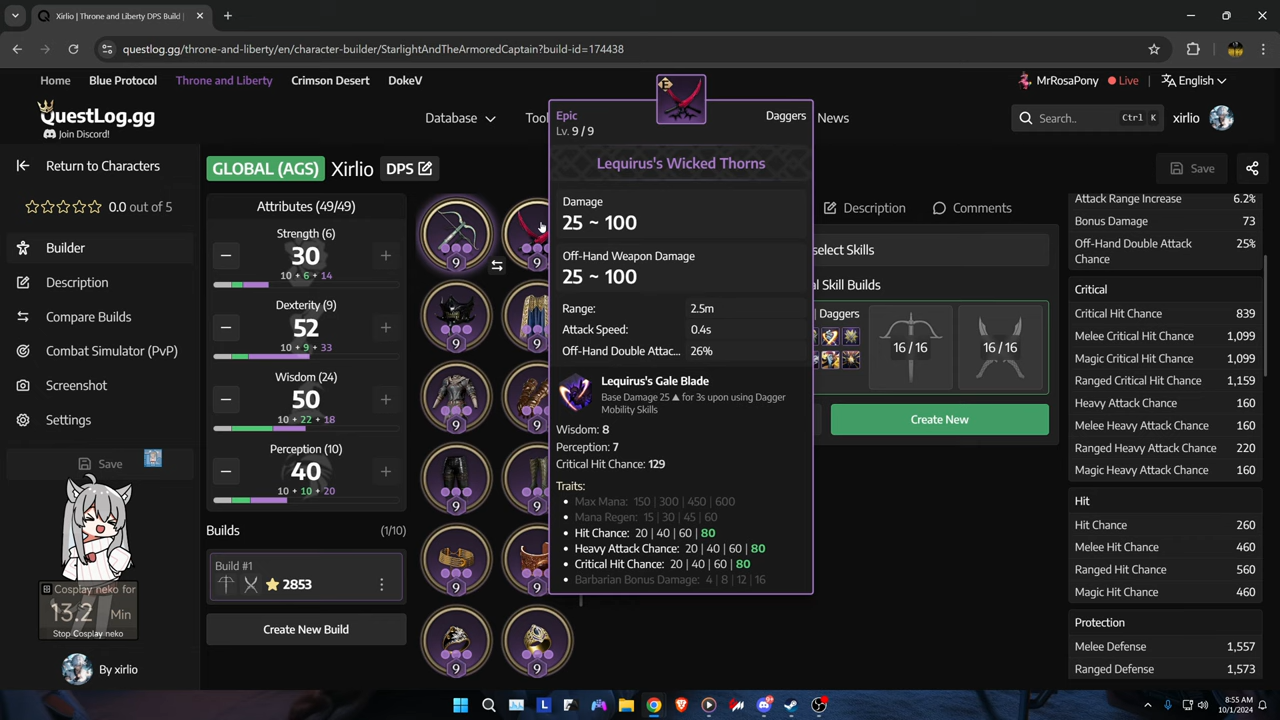 Xirlio | Throne and Liberty DPS Build |
questlog.gg/throne-and-liberty/en/character-builder/StarlightAndTheArmoredCaptain?build-id=174438
Home
Blue Protocol
Throne and Liberty
Crimson Desert
DokeV
MrRosaPony
Live
English
QuestLog.gg
Join Discord!
Database
News
Search..
Ctrl K
xirlio
Return to Characters
0.0 out of 5
Builder
Description
Compare Builds
Combat Simulator (PvP)
Screenshot
Settings
Save
Cosplay neko for
13.2 Min
Stop Cosplay neko
By xirlio
GLOBAL (AGS)
Xirlio
DPS
Save
Attributes (49/49)
Strength (6)
30
10 + 6 + 14
Dexterity (9)
52
10 + 9 + 33
Wisdom (24)
50
10 + 22 + 18
Perception (10)
40
10 + 10 + 20
Builds
(1/10)
Build #1
2853
Create New Build
9
9
9
9
9
9
9
9
9
9
9
9
Epic
Daggers
Lv. 9 / 9
Lequirus's Wicked Thorns
Damage
25 ~ 100
Off-Hand Weapon Damage
25 ~ 100
Range:
2.5m
Attack Speed:
0.4s
Off-Hand Double Attac...
26%
Lequirus's Gale Blade
Base Damage 25 ▲ for 3s upon using Dagger
Mobility Skills
Wisdom: 8
Perception: 7
Critical Hit Chance: 129
Traits:
• Max Mana: 150 | 300 | 450 | 600
• Mana Regen: 15 | 30 | 45 | 60
• Hit Chance: 20 | 40 | 60 | 80
• Heavy Attack Chance: 20 | 40 | 60 | 80
• Critical Hit Chance: 20 | 40 | 60 | 80
• Barbarian Bonus Damage: 4 | 8 | 12 | 16
Description
Comments
select Skills
Skill Builds
Daggers
16 / 16
16 / 16
Create New
Attack Range Increase
6.2%
Bonus Damage
73
Off-Hand Double Attack
Chance
25%
Critical
Critical Hit Chance
839
Melee Critical Hit Chance
1,099
Magic Critical Hit Chance
1,099
Ranged Critical Hit Chance
1,159
Heavy Attack Chance
160
Melee Heavy Attack Chance
160
Ranged Heavy Attack Chance
220
Magic Heavy Attack Chance
160
Hit
Hit Chance
260
Melee Hit Chance
460
Ranged Hit Chance
560
Magic Hit Chance
460
Protection
Melee Defense
1,557
Ranged Defense
1,573
8:55 AM
10/1/2024